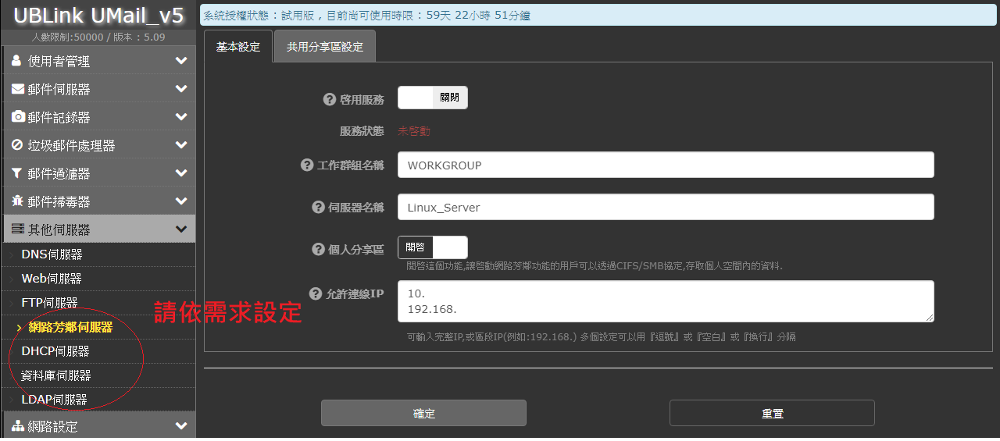 UBLink UMail_v5
人數限制:50000 / 版本 : 5.09
使用者管理
郵件伺服器
郵件記錄器
垃圾郵件處理器
郵件過濾器
郵件掃毒器
其他伺服器
DNS伺服器
Web伺服器
FTP伺服器
網路芳鄰伺服器
DHCP伺服器
資料庫伺服器
LDAP伺服器
網路設定
請依需求設定
系統授權狀態 : 試用版 , 目前尚可使用時限 : 59天 22小時 51分鐘
基本設定 共用分享區設定
啓用服務 關閉
服務狀態 未啓動
工作群組名稱 WORKGROUP
伺服器名稱 Linux_Server
個人分享區 開啓
開啓這個功能,讓啓動網路芳鄰功能的用戶可以透過CIFS/SMB協定,存取個人空間內的資料.
允許連線IP 10.
192.168.
可輸入完整IP,或區段IP(例如:192.168.) 多個設定可以用『逗號』或『空白』或『換行』分隔
確定 重置